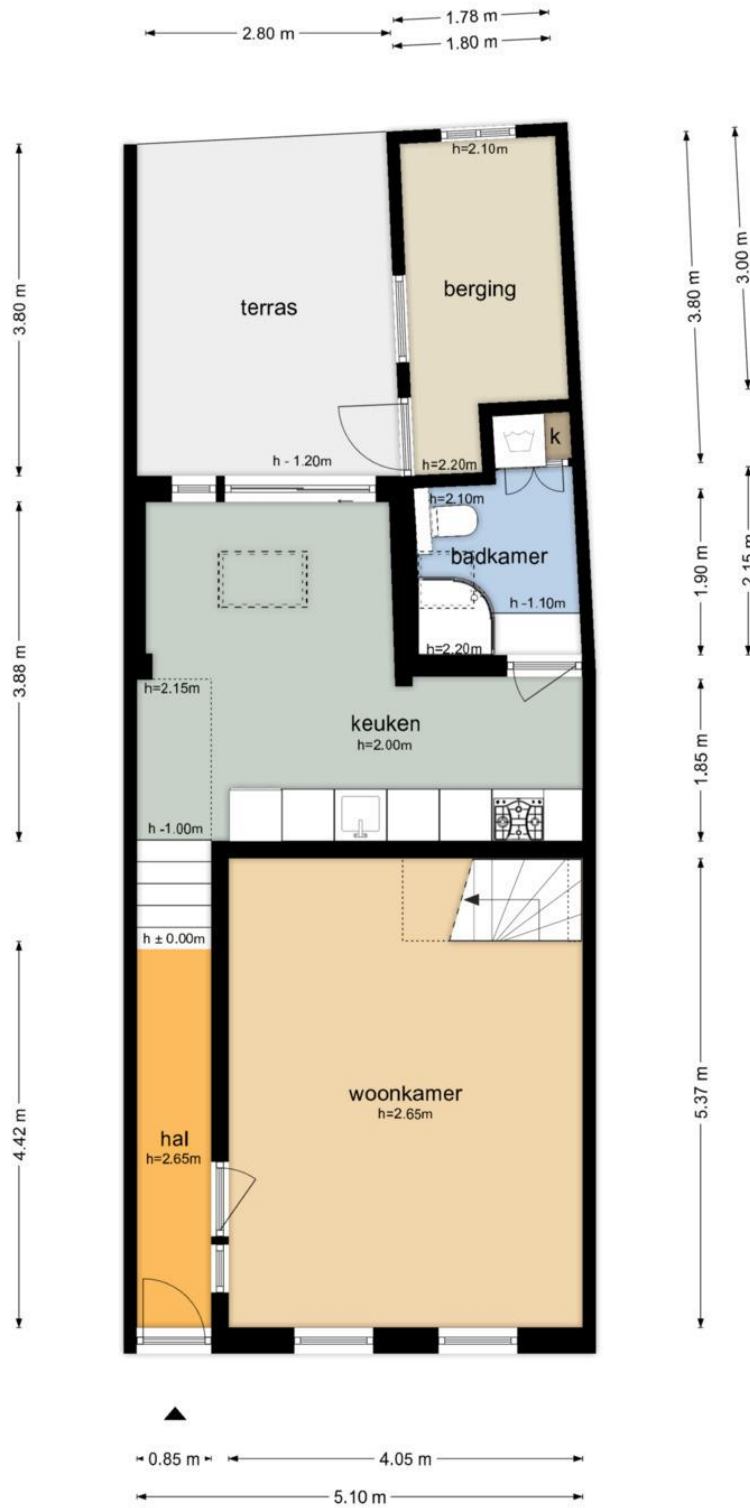 1.78 m
2.80 m
1.80 m
h=2.10m
3.00 m
3.80 m
3.80 m
berging
terras
k
h - 1.20m
h=2.20m
h=2.10m
badkamer
1.90 m
2.15 m
h -1.10m
h=2.20m
3.88 m
h=2.15m
keuken
h=2.00m
1.85 m
h -1.00m
h ± 0.00m
woonkamer
h=2.65m
5.37 m
4.42 m
hal
h=2.65m
0.85 m
4.05 m
5.10 m